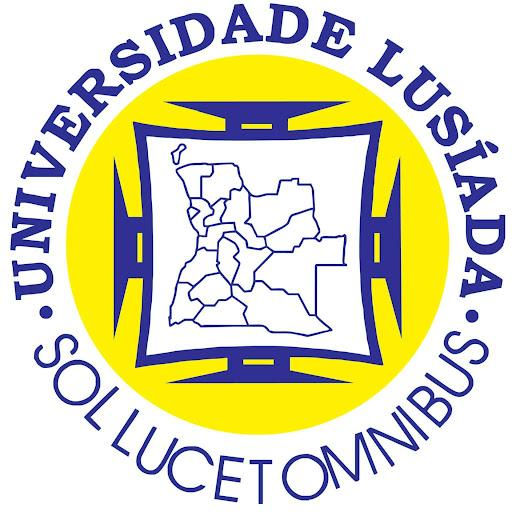 · UNIVERSIDADE LUSÍADA ·
SOL LUCET OMNIBUS